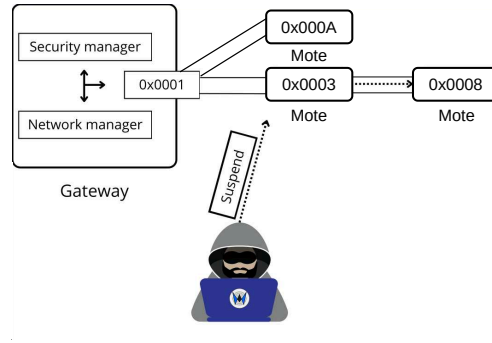 Security manager
Network manager
0x0001
Gateway
0x000A
Mote
0x0003
Mote
0x0008
Mote
Suspend